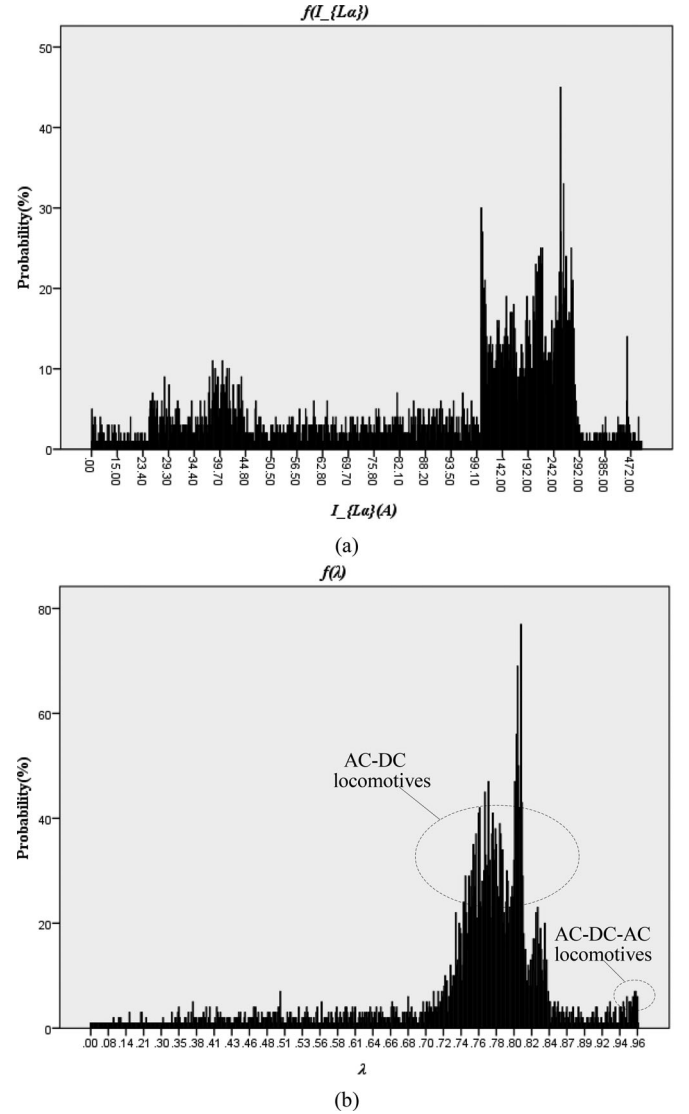 f(I_{La})
50
40
30
20
10
0
Probability(%)
.00 15.00 23.40 29.30 34.40 39.70 44.80 50.50 56.50 62.80 69.70 75.80 82.10 88.20 93.50 99.10 142.00 192.00 242.00 292.00 385.00 472.00
I_{La}(A)
(a)
f(λ)
80
60
40
20
0
Probability(%)
AC-DC
locomotives
AC-DC-AC
locomotives
.00 .08 .14 .21 .30 .35 .38 .41 .43 .46 .48 .51 .53 .56 .58 .61 .64 .66 .68 .70 .72 .74 .76 .78 .80 .82 .84 .87 .89 .92 .94 .96
λ
(b)